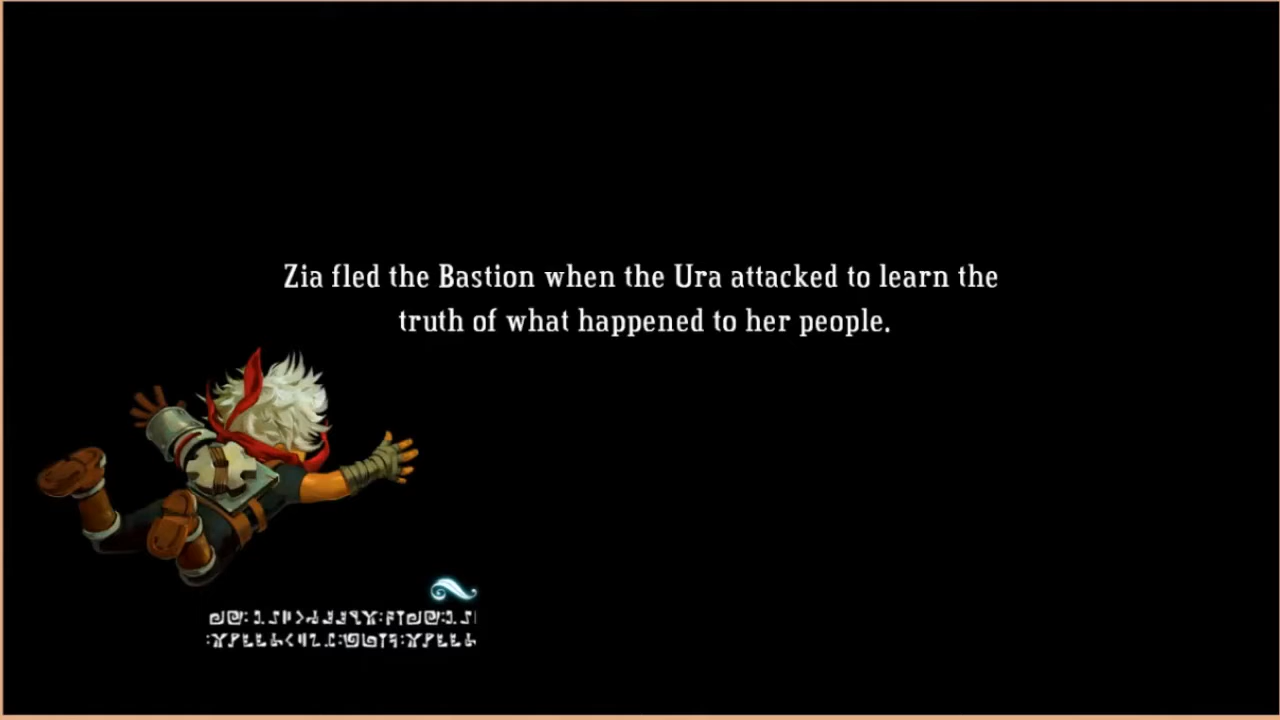 Zia fled the Bastion when the Ura attacked to learn the
truth of what happened to her people.